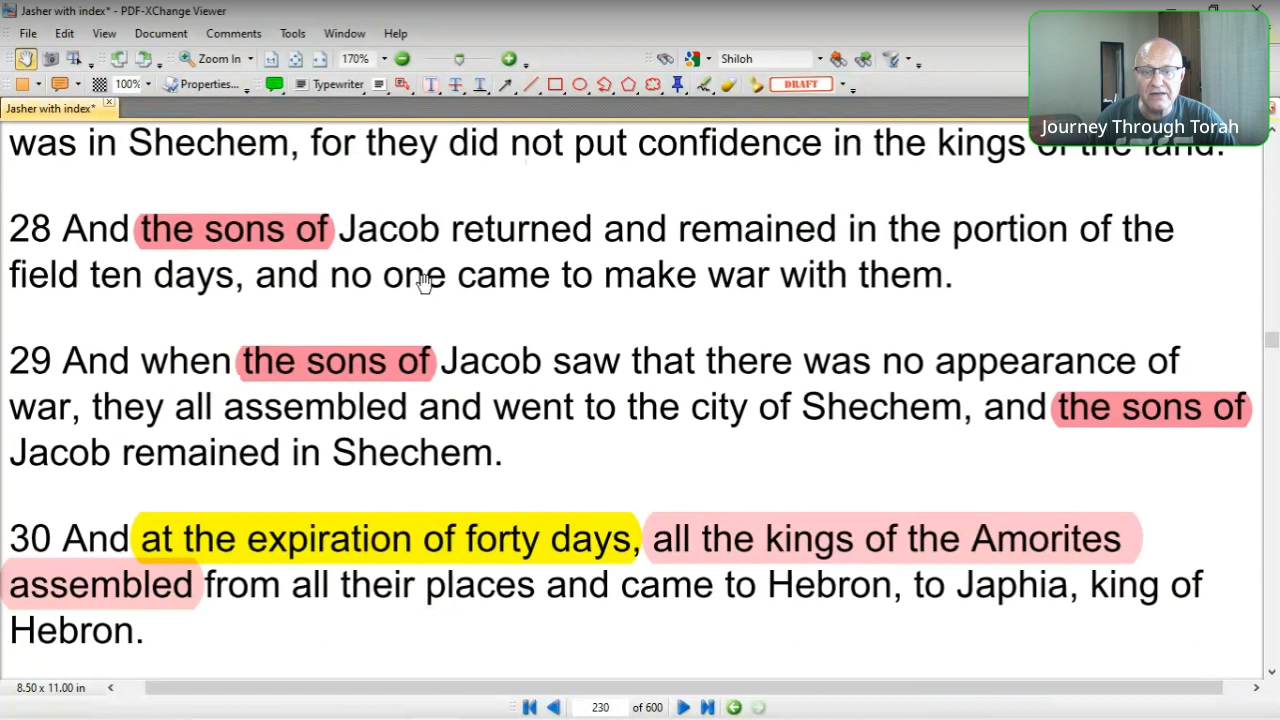 Jasher with index* - PDF-XChange Viewer
File Edit View Document Comments Tools Window Help
Zoom In 170% Shiloh
100% Properties... Typewriter DRAFT
Jasher with index*
Journey Through Torah
was in Shechem, for they did not put confidence in the kings of the land.
28 And the sons of Jacob returned and remained in the portion of the
field ten days, and no one came to make war with them.
29 And when the sons of Jacob saw that there was no appearance of
war, they all assembled and went to the city of Shechem, and the sons of
Jacob remained in Shechem.
30 And at the expiration of forty days, all the kings of the Amorites
assembled from all their places and came to Hebron, to Japhia, king of
Hebron.
8.50 x 11.00 in
230 of 600